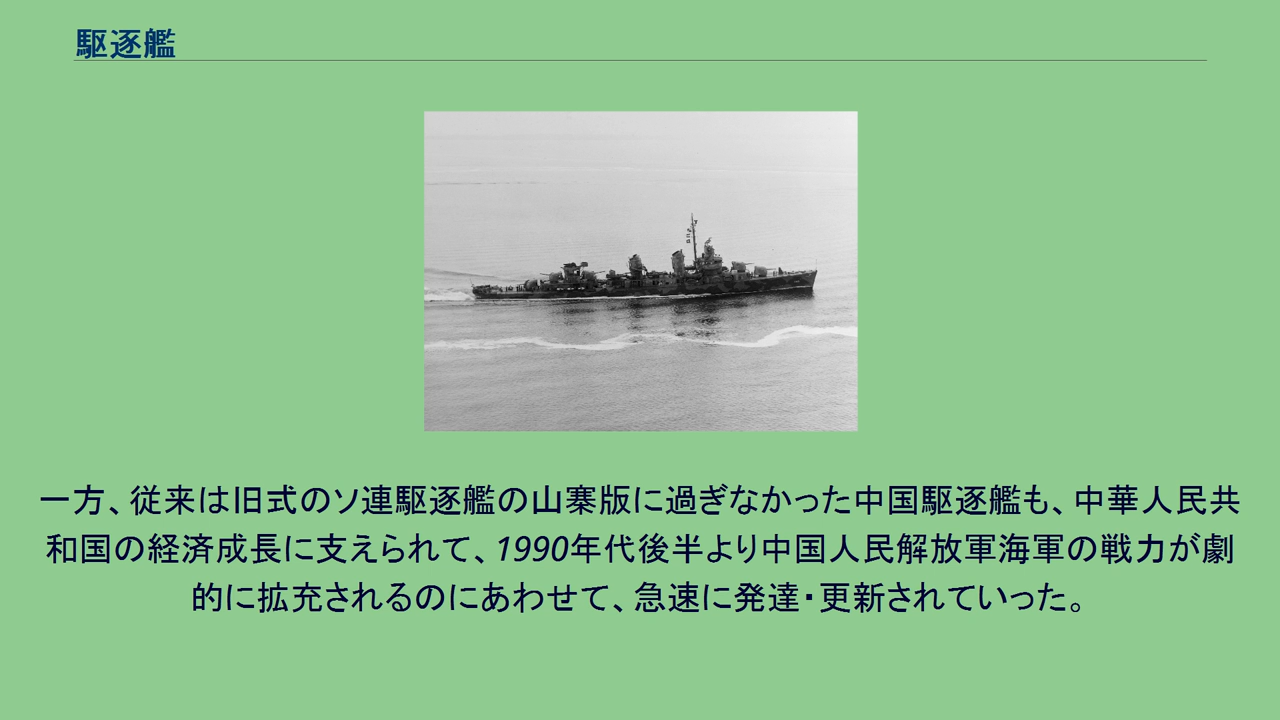 駆逐艦
一方、従来は旧式のソ連駆逐艦の山寨版に過ぎなかった中国駆逐艦も、中華人民共
和国の経済成長に支えられて、1990年代後半より中国人民解放軍海軍の戦力が劇
的に拡充されるのにあわせて、急速に発達・更新されていった。